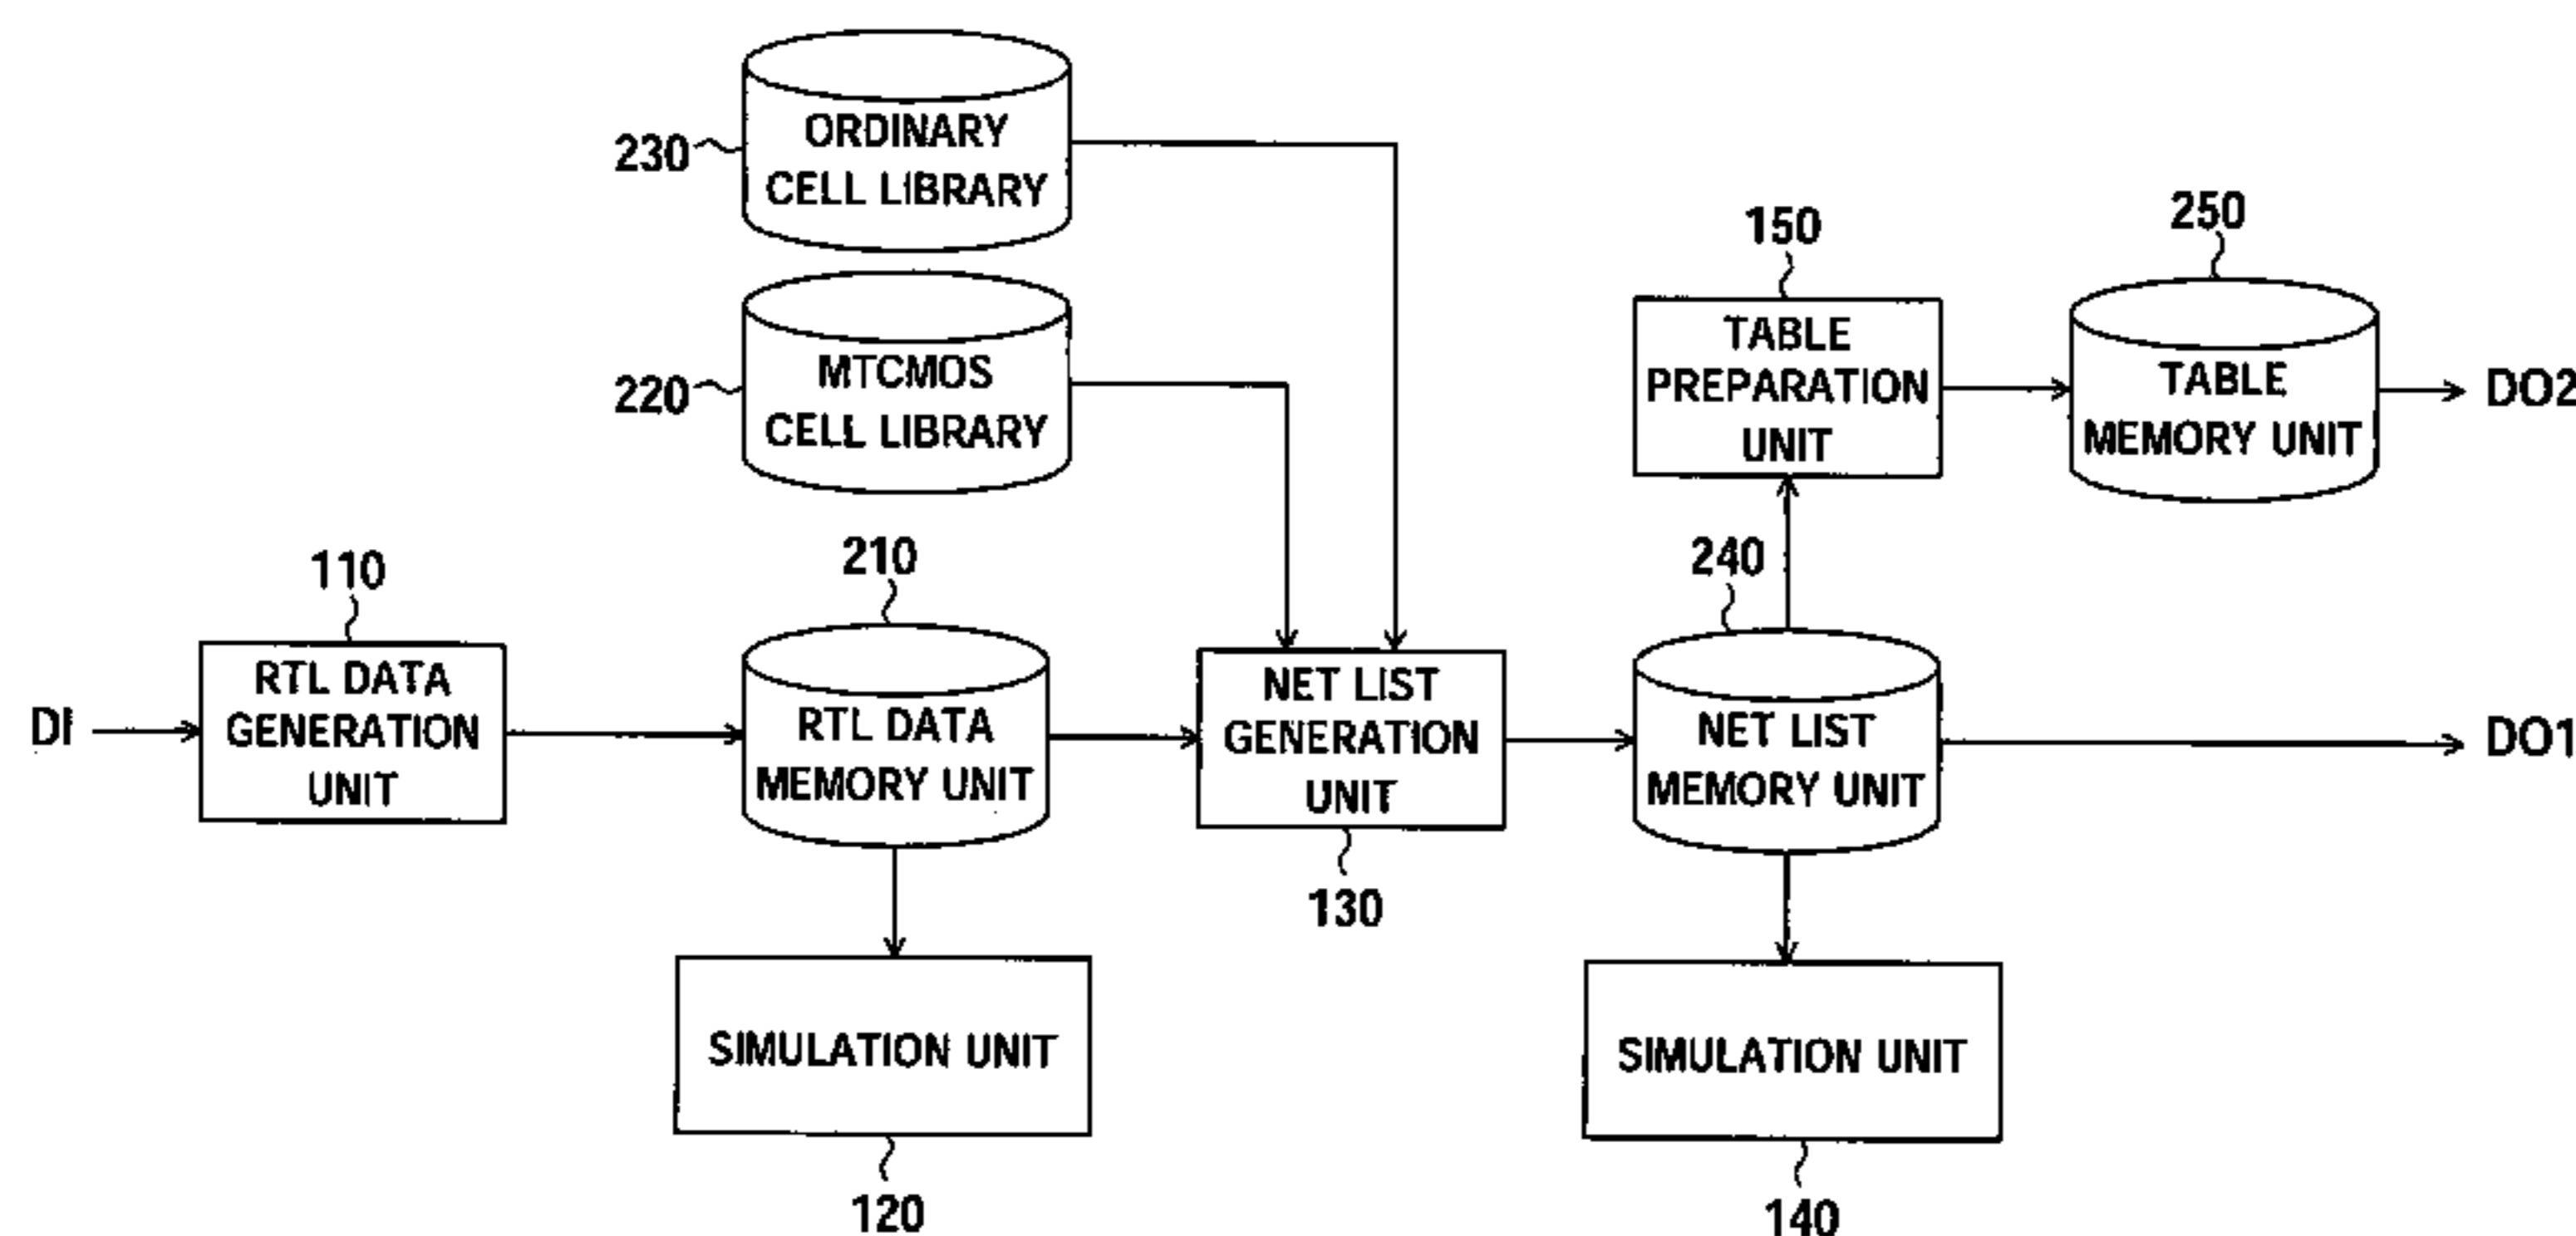 230
ORDINARY
CELL LIBRARY
220
MTCMOS
CELL LIBRARY
150
TABLE
PREPARATION
UNIT
250
TABLE
MEMORY UNIT
DO2
DI
110
RTL DATA
GENERATION
UNIT
210
RTL DATA
MEMORY UNIT
NET LIST
GENERATION
UNIT
130
240
NET LIST
MEMORY UNIT
DO1
SIMULATION UNIT
120
SIMULATION UNIT
140